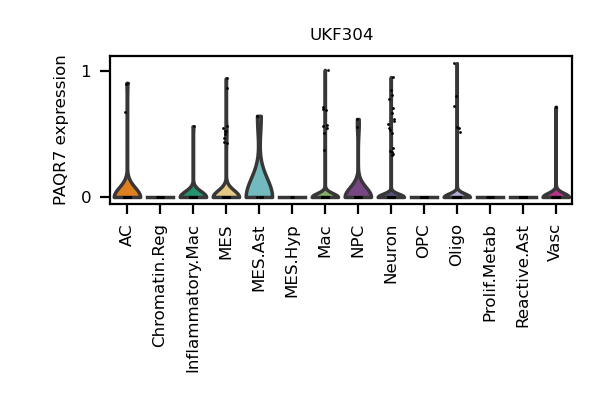 UKF304
PAQR7 expression
1
0
AC
Chromatin.Reg
Inflammatory.Mac
MES
MES.Ast
MES.Hyp
Mac
NPC
Neuron
OPC
Oligo
Prolif.Metab
Reactive.Ast
Vasc